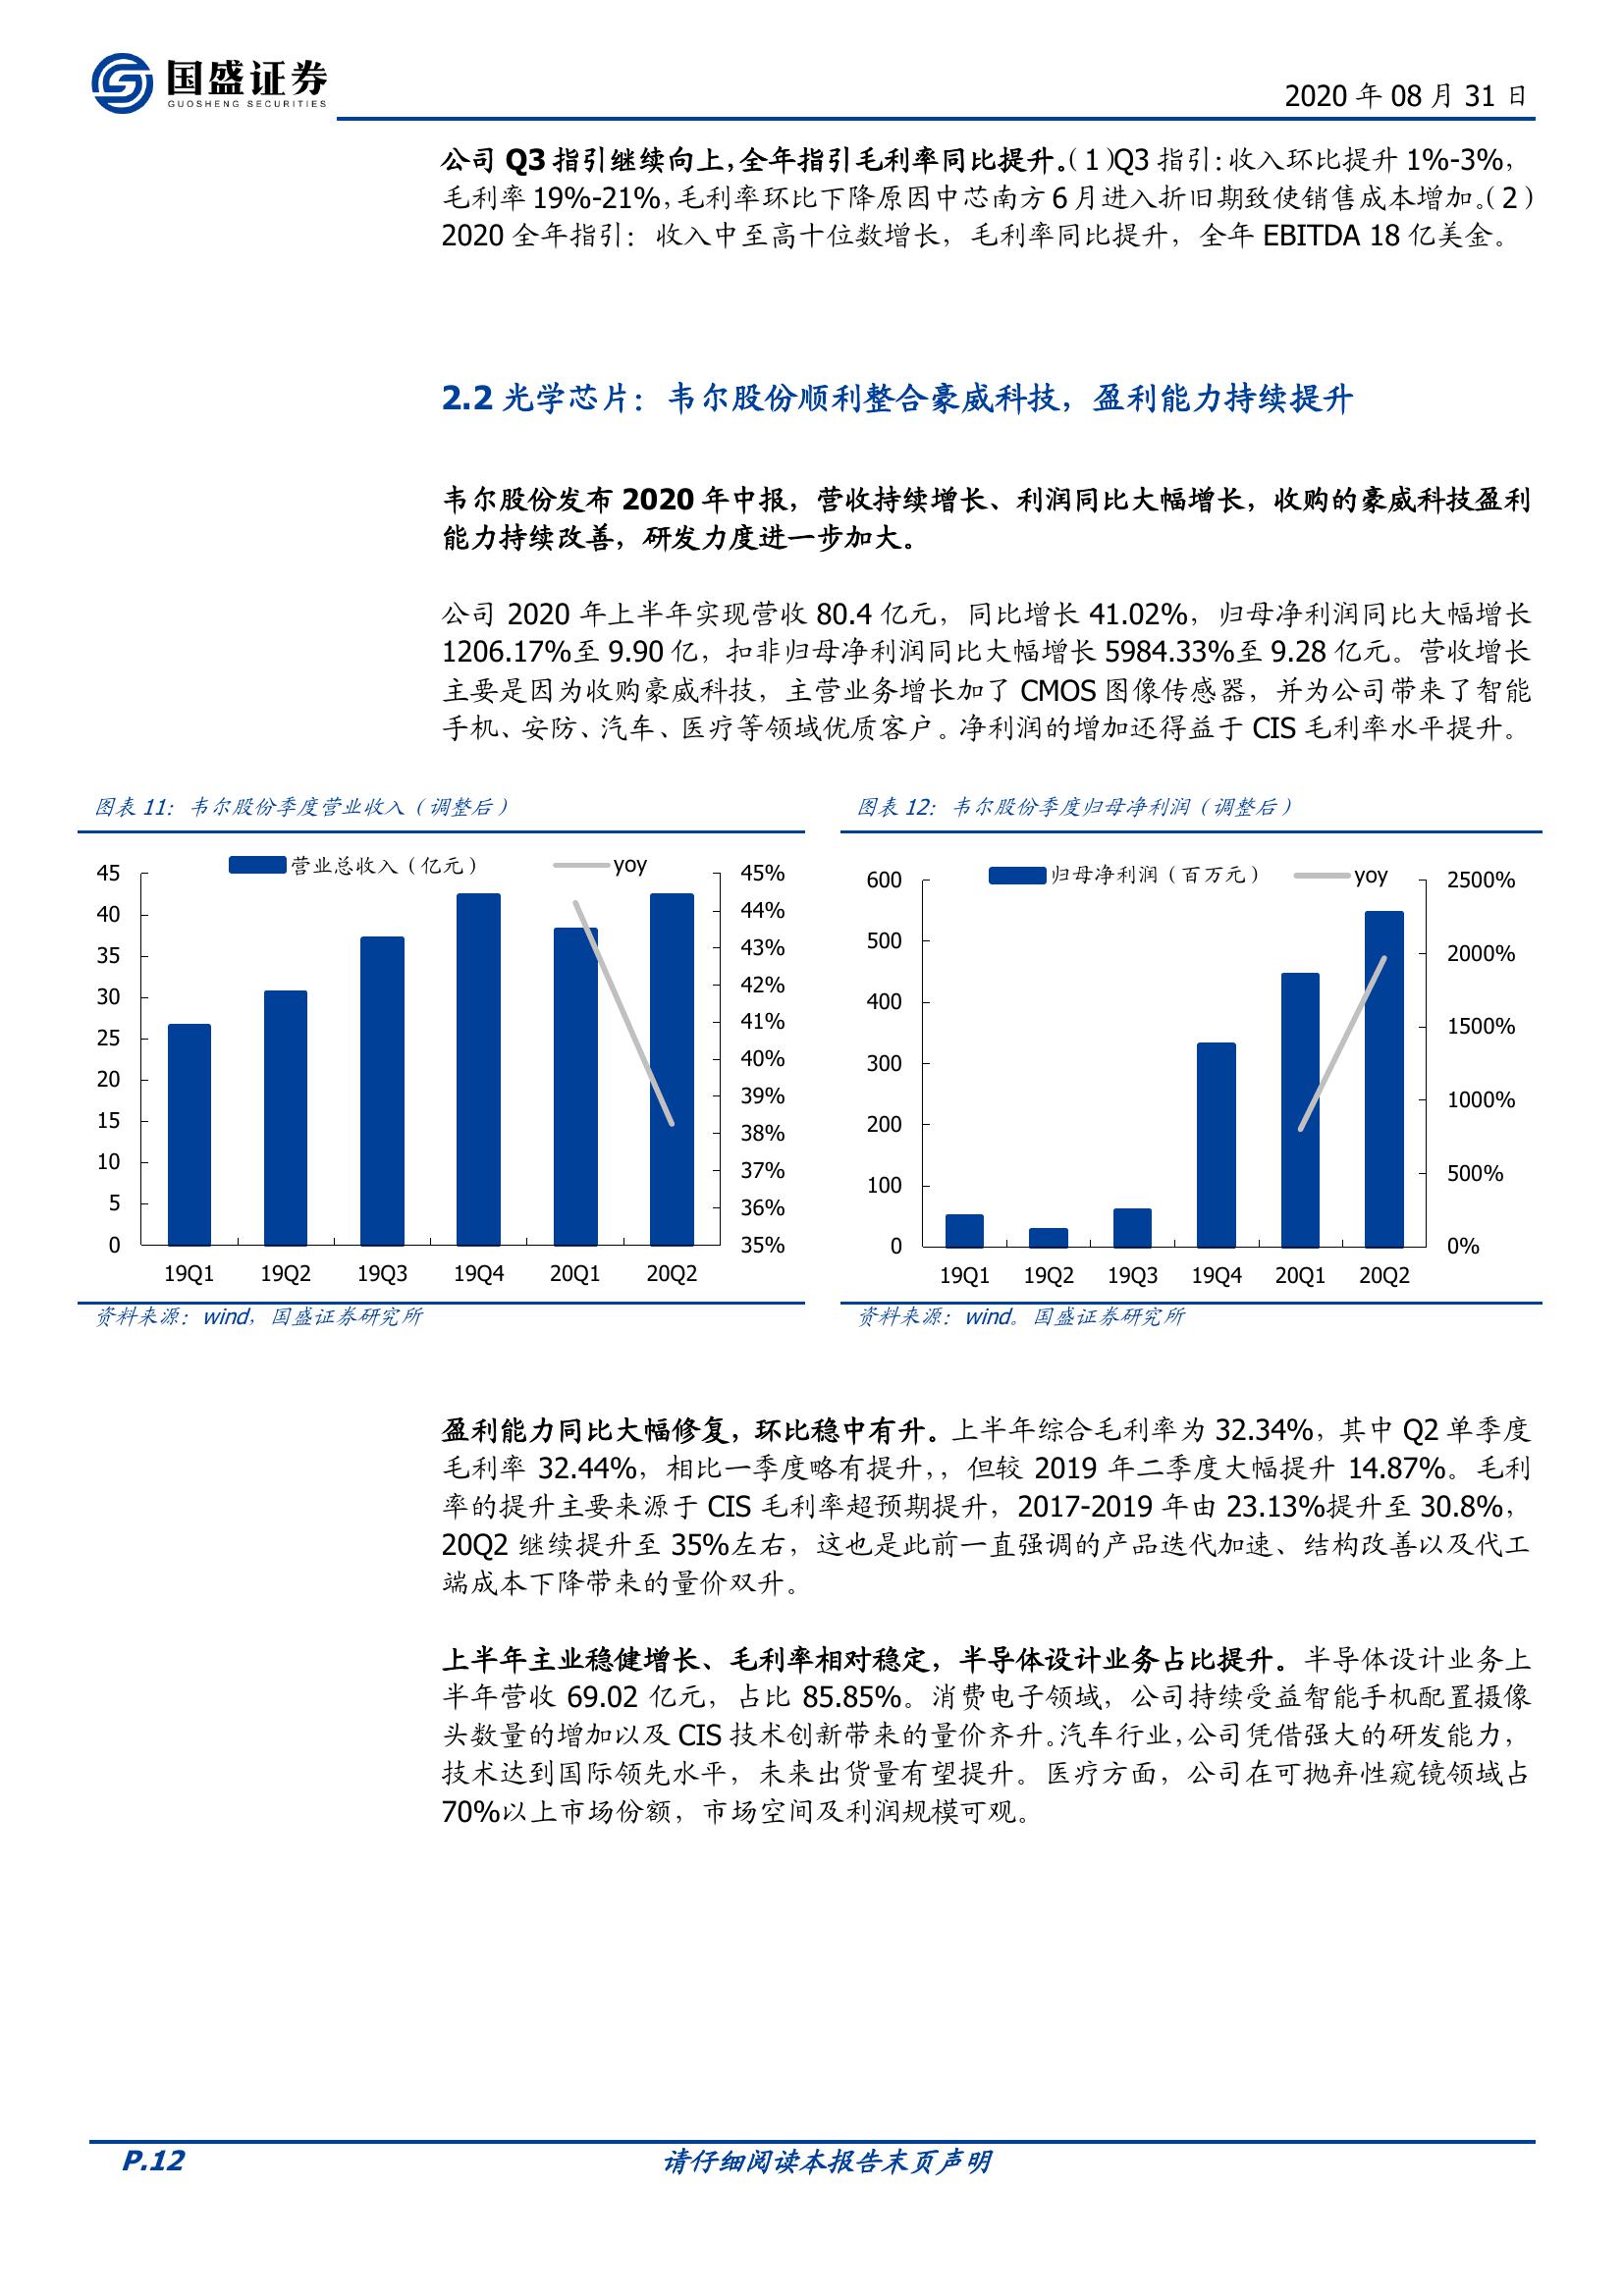 国盛证券
GUOSHENG SECURITIES
2020 年 08 月 31 日
公司 Q3 指引继续向上，全年指引毛利率同比提升。（1）Q3 指引：收入环比提升 1%-3%，
毛利率 19%-21%，毛利率环比下降原因中芯南方 6 月进入折旧期致使销售成本增加。（2）
2020 全年指引：收入中至高十位数增长，毛利率同比提升，全年 EBITDA 18 亿美金。
2.2 光学芯片：韦尔股份顺利整合豪威科技，盈利能力持续提升
韦尔股份发布 2020 年中报，营收持续增长、利润同比大幅增长，收购的豪威科技盈利
能力持续改善，研发力度进一步加大。
公司 2020 年上半年实现营收 80.4 亿元，同比增长 41.02%，归母净利润同比大幅增长
1206.17%至 9.90 亿，扣非归母净利润同比大幅增长 5984.33%至 9.28 亿元。营收增长
主要是因为收购豪威科技，主营业务增长加了 CMOS 图像传感器，并为公司带来了智能
手机、安防、汽车、医疗等领域优质客户。净利润的增加还得益于 CIS 毛利率水平提升。
图表 11：韦尔股份季度营业收入（调整后）
营业总收入（亿元） yoy
45
40
35
30
25
20
15
10
5
0
45%
44%
43%
42%
41%
40%
39%
38%
37%
36%
35%
19Q1 19Q2 19Q3 19Q4 20Q1 20Q2
资料来源：wind，国盛证券研究所
图表 12：韦尔股份季度归母净利润（调整后）
归母净利润（百万元） yoy
600
500
400
300
200
100
0
2500%
2000%
1500%
1000%
500%
0%
19Q1 19Q2 19Q3 19Q4 20Q1 20Q2
资料来源：wind。国盛证券研究所
盈利能力同比大幅修复，环比稳中有升。上半年综合毛利率为 32.34%，其中 Q2 单季度
毛利率 32.44%，相比一季度略有提升，，但较 2019 年二季度大幅提升 14.87%。毛利
率的提升主要来源于 CIS 毛利率超预期提升，2017-2019 年由 23.13%提升至 30.8%，
20Q2 继续提升至 35%左右，这也是此前一直强调的产品迭代加速、结构改善以及代工
端成本下降带来的量价双升。
上半年主业稳健增长、毛利率相对稳定，半导体设计业务占比提升。半导体设计业务上
半年营收 69.02 亿元，占比 85.85%。消费电子领域，公司持续受益智能手机配置摄像
头数量的增加以及 CIS 技术创新带来的量价齐升。汽车行业，公司凭借强大的研发能力，
技术达到国际领先水平，未来出货量有望提升。医疗方面，公司在可抛弃性窥镜领域占
70%以上市场份额，市场空间及利润规模可观。
P.12
请仔细阅读本报告末页声明